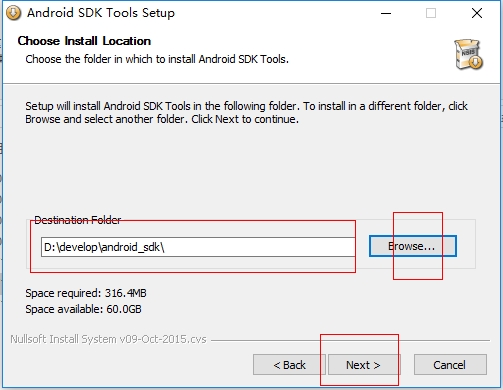 Android SDK Tools Setup
Choose Install Location
Choose the folder in which to install Android SDK Tools.
NSIS
Setup will install Android SDK Tools in the following folder. To install in a different folder, click
Browse and select another folder. Click Next to continue.
Destination Folder
D:\develop\android_sdk\
Browse...
Space required: 316.4MB
Space available: 60.0GB
Nullsoft Install System v09-Oct-2015.cvs
< Back
Next >
Cancel